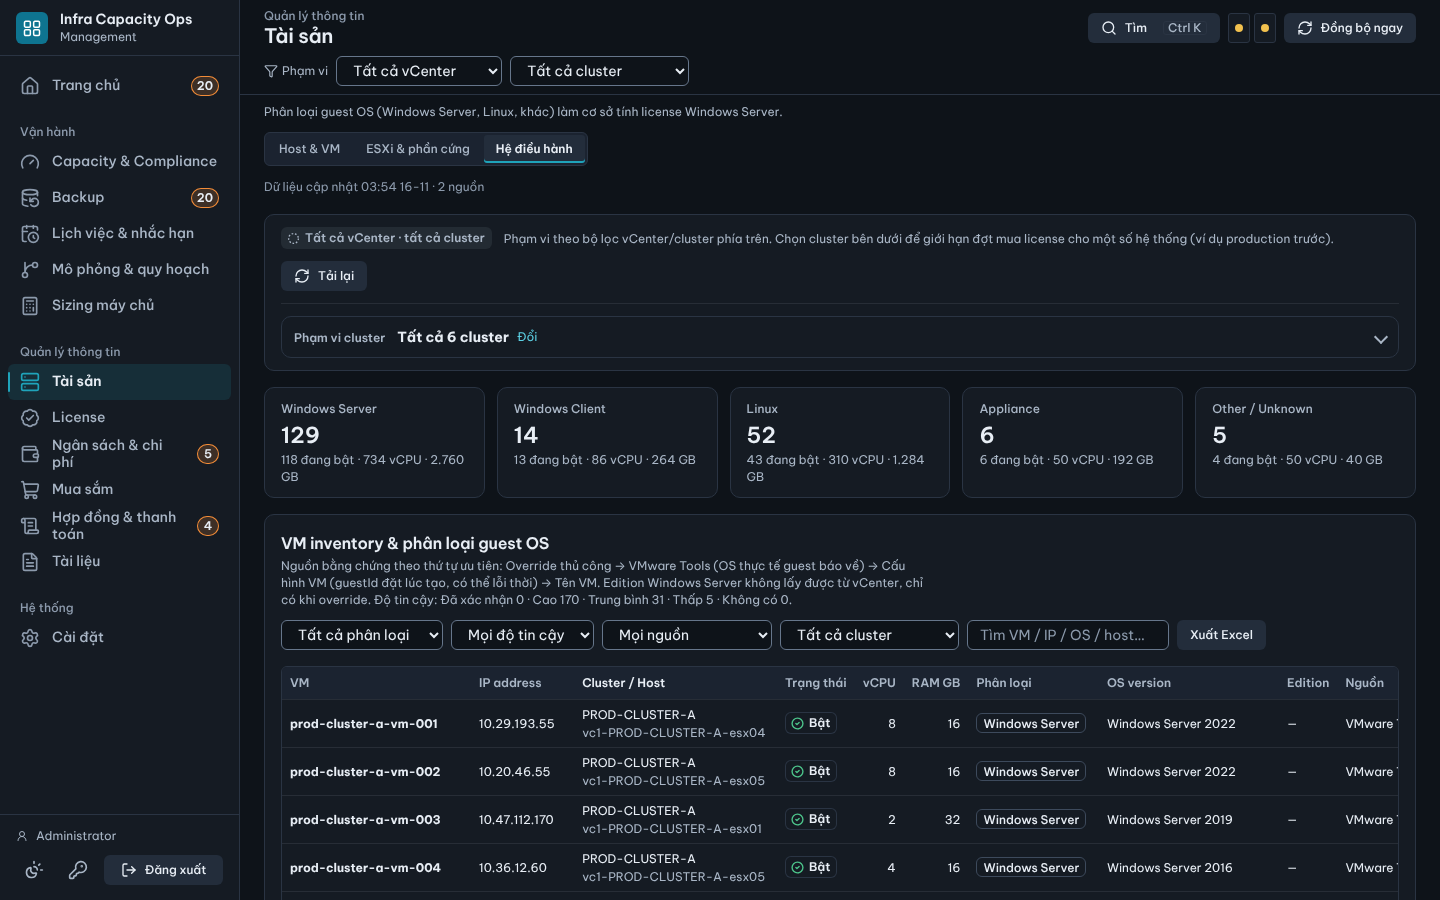 Infra Capacity Ops
Management
Trang chủ
20
Vận hành
Capacity & Compliance
Backup
20
Lịch việc & nhắc hạn
Mô phỏng & quy hoạch
Sizing máy chủ
Quản lý thông tin
Tài sản
License
Ngân sách & chi phí
5
Mua sắm
Hợp đồng & thanh toán
4
Tài liệu
Hệ thống
Cài đặt
Administrator
Đăng xuất
Quản lý thông tin
Tài sản
Tìm Ctrl K
Đồng bộ ngay
Phạm vi
Tất cả vCenter
Tất cả cluster
Phân loại guest OS (Windows Server, Linux, khác) làm cơ sở tính license Windows Server.
Host & VM
ESXi & phần cứng
Hệ điều hành
Dữ liệu cập nhật 03:54 16-11 · 2 nguồn
Tất cả vCenter · tất cả cluster
Phạm vi theo bộ lọc vCenter/cluster phía trên. Chọn cluster bên dưới để giới hạn đợt mua license cho một số hệ thống (ví dụ production trước).
Tải lại
Phạm vi cluster Tất cả 6 cluster Đổi
Windows Server
129
118 đang bật · 734 vCPU · 2.760
GB
Windows Client
14
13 đang bật · 86 vCPU · 264 GB
Linux
52
43 đang bật · 310 vCPU · 1.284
GB
Appliance
6
6 đang bật · 50 vCPU · 192 GB
Other / Unknown
5
4 đang bật · 50 vCPU · 40 GB
VM inventory & phân loại guest OS
Nguồn bằng chứng theo thứ tự ưu tiên: Override thủ công → VMware Tools (OS thực tế guest báo về) → Cấu
hình VM (guestId đặt lúc tạo, có thể lỗi thời) → Tên VM. Edition Windows Server không lấy được từ vCenter, chỉ
có khi override. Độ tin cậy: Đã xác nhận 0 · Cao 170 · Trung bình 31 · Thấp 5 · Không có 0.
Tất cả phân loại
Mọi độ tin cậy
Mọi nguồn
Tất cả cluster
Tìm VM / IP / OS / host...
Xuất Excel
VM IP address Cluster / Host Trạng thái vCPU RAM GB Phân loại OS version Edition Nguồn
prod-cluster-a-vm-001 10.29.193.55 PROD-CLUSTER-A Bật 8 16 Windows Server Windows Server 2022 – VMware
vc1-PROD-CLUSTER-A-esx04
prod-cluster-a-vm-002 10.20.46.55 PROD-CLUSTER-A Bật 8 16 Windows Server Windows Server 2022 – VMware
vc1-PROD-CLUSTER-A-esx05
prod-cluster-a-vm-003 10.47.112.170 PROD-CLUSTER-A Bật 2 32 Windows Server Windows Server 2019 – VMware
vc1-PROD-CLUSTER-A-esx01
prod-cluster-a-vm-004 10.36.12.60 PROD-CLUSTER-A Bật 4 16 Windows Server Windows Server 2016 – VMware
vc1-PROD-CLUSTER-A-esx05